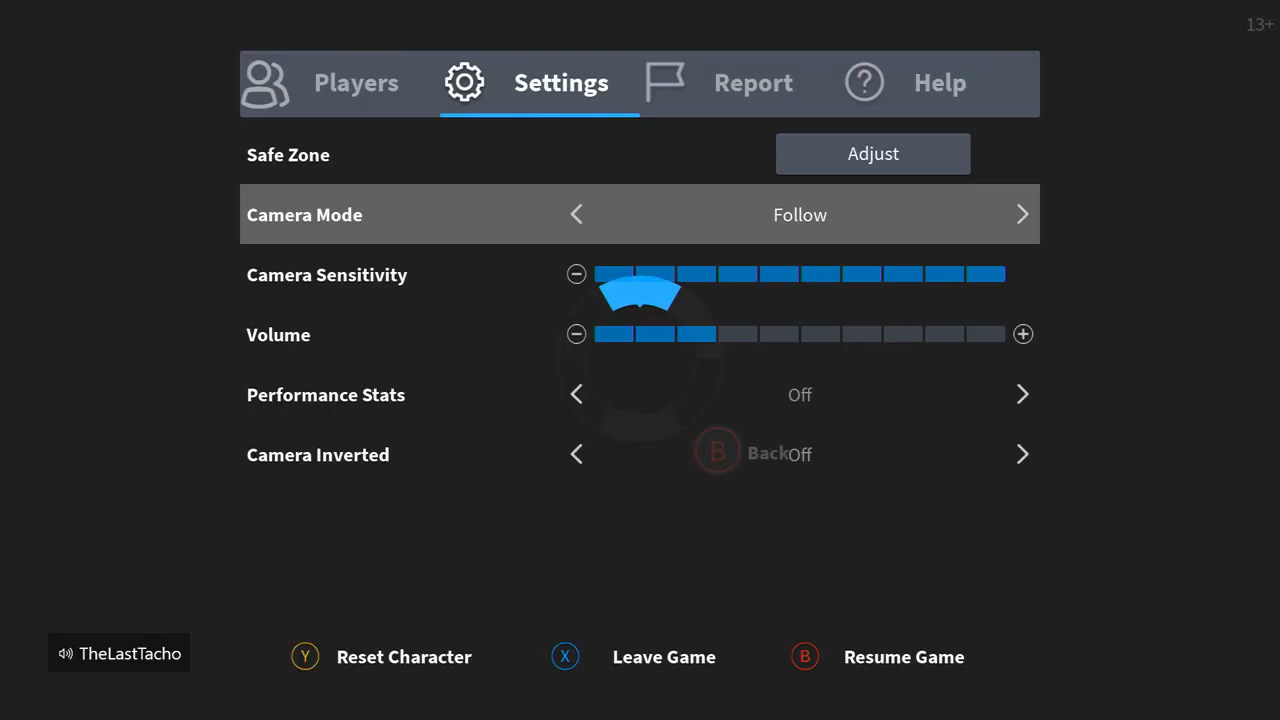 13+
Players Settings Report ? Help
Safe Zone Adjust
Camera Mode Follow
Camera Sensitivity
Volume
Performance Stats Off
Camera Inverted Off
B Back
TheLastTacho
Y Reset Character X Leave Game B Resume Game